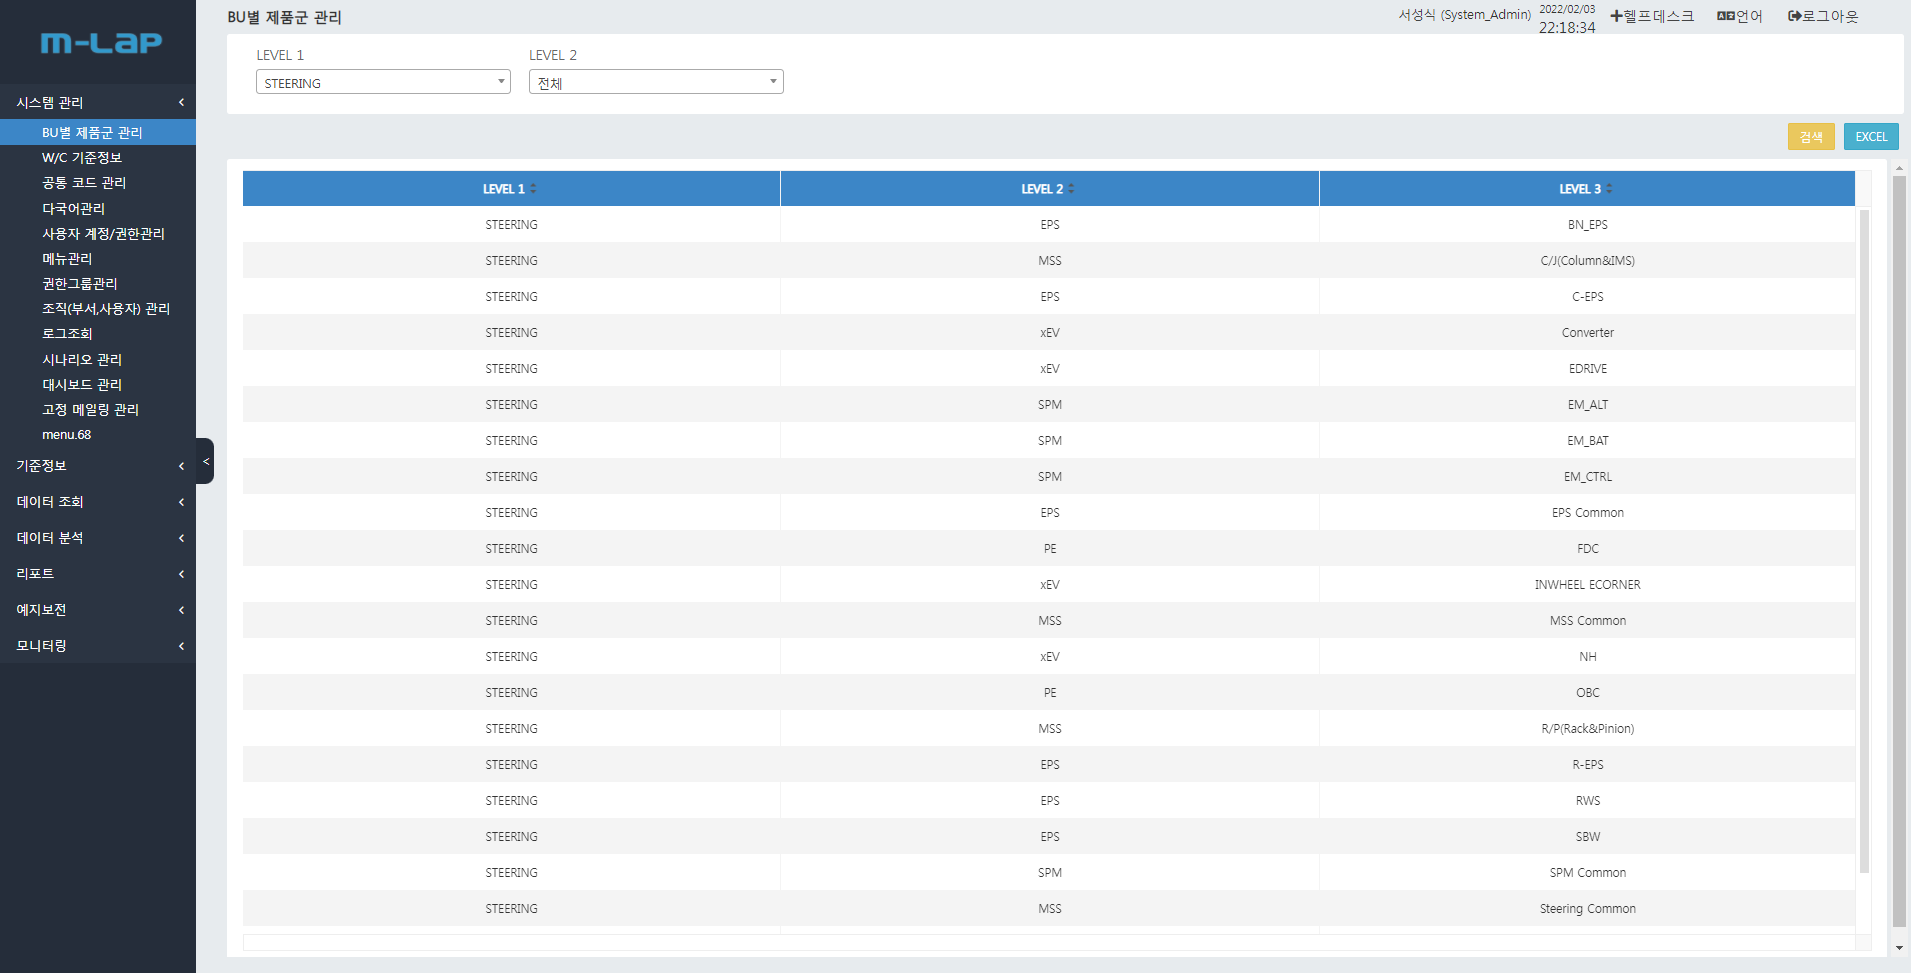 m-Lap
시스템 관리
BU별 제품군 관리
W/C 기준정보
공통 코드 관리
다국어관리
사용자 계정/권한관리
메뉴관리
권한그룹관리
조직(부서,사용자) 관리
로그조회
시나리오 관리
대시보드 관리
고정 메일링 관리
menu.68
기준정보
데이터 조회
데이터 분석
리포트
예지보전
모니터링
BU별 제품군 관리
서성식 (System_Admin) 2022/02/03 22:18:34 헬프데스크 언어 로그아웃
LEVEL 1 LEVEL 2
STEERING 전체
검색 EXCEL
LEVEL 1 LEVEL 2 LEVEL 3
STEERING EPS BN_EPS
STEERING MSS C/J(Column&IMS)
STEERING EPS C-EPS
STEERING xEV Converter
STEERING xEV EDRIVE
STEERING SPM EM_ALT
STEERING SPM EM_BAT
STEERING SPM EM_CTRL
STEERING EPS EPS Common
STEERING PE FDC
STEERING xEV INWHEEL ECORNER
STEERING MSS MSS Common
STEERING xEV NH
STEERING PE OBC
STEERING MSS R/P(Rack&Pinion)
STEERING EPS R-EPS
STEERING EPS RWS
STEERING EPS SBW
STEERING SPM SPM Common
STEERING MSS Steering Common